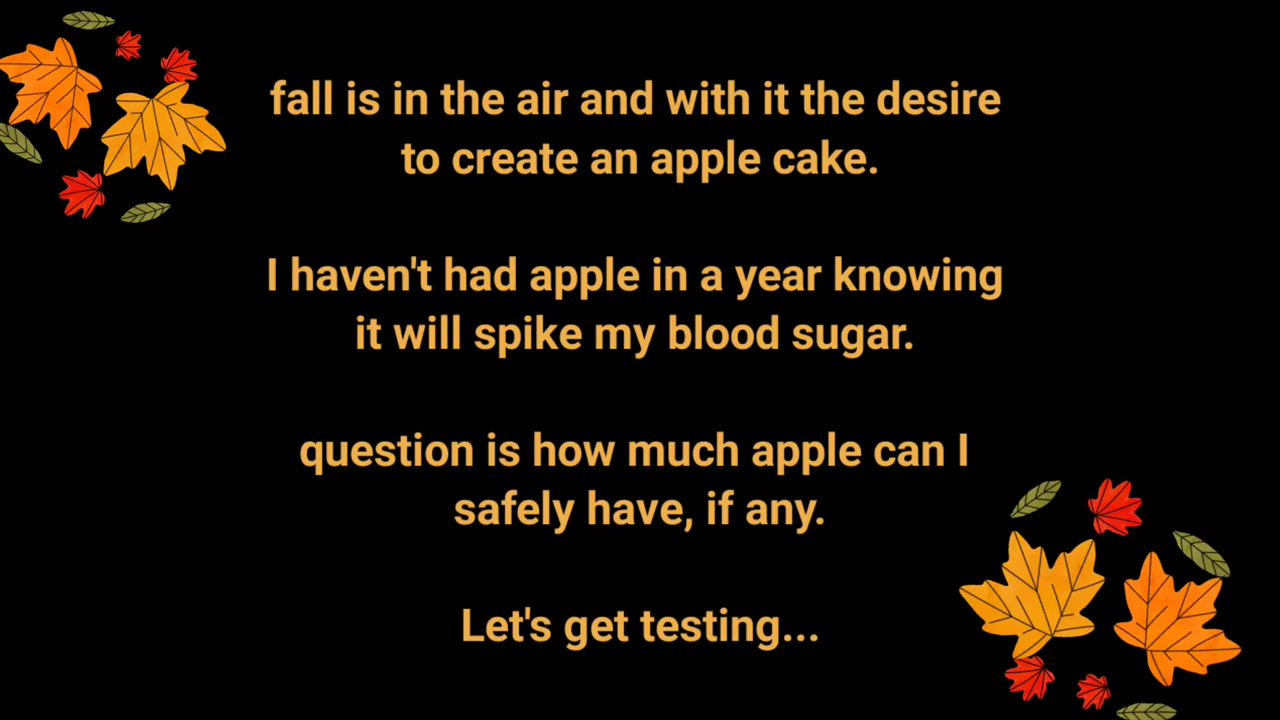 fall is in the air and with it the desire
to create an apple cake.
I haven't had apple in a year knowing
it will spike my blood sugar.
question is how much apple can I
safely have, if any.
Let's get testing...